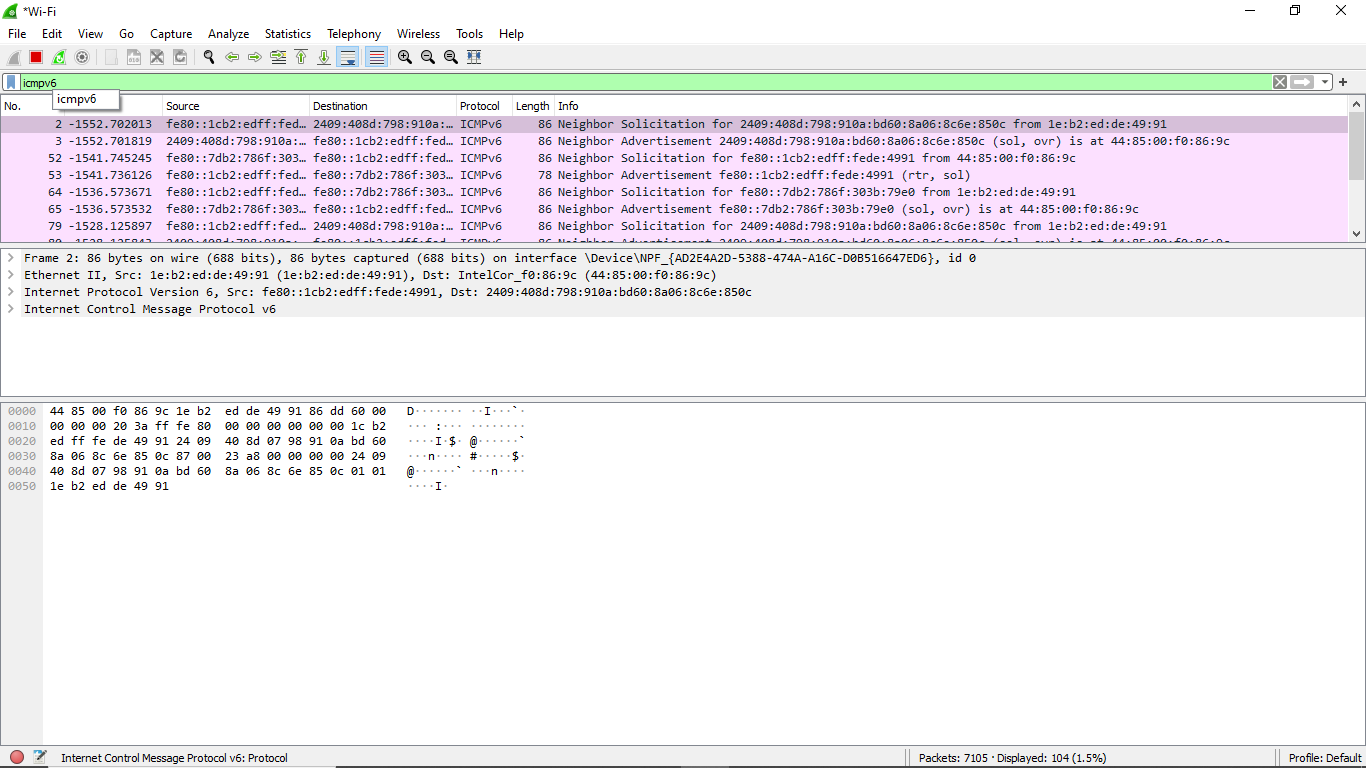 *Wi-Fi
File Edit View Go Capture Analyze Statistics Telephony Wireless Tools Help
icmpv6
icmpv6
No. Source Destination Protocol Length Info
2 -1552.702013 fe80::1cb2:edff:fed… 2409:408d:798:910a:… ICMPv6 86 Neighbor Solicitation for 2409:408d:798:910a:bd60:8a06:8c6e:850c from 1e:b2:ed:de:49:91
3 -1552.701819 2409:408d:798:910a:… fe80::1cb2:edff:fed… ICMPv6 86 Neighbor Advertisement 2409:408d:798:910a:bd60:8a06:8c6e:850c (sol, ovr) is at 44:85:00:f0:86:9c
52 -1541.745245 fe80::7db2:786f:303… fe80::1cb2:edff:fed… ICMPv6 86 Neighbor Solicitation for fe80::1cb2:edff:fede:4991 from 44:85:00:f0:86:9c
53 -1541.736126 fe80::1cb2:edff:fed… fe80::7db2:786f:303… ICMPv6 78 Neighbor Advertisement fe80::1cb2:edff:fede:4991 (rtr, sol)
64 -1536.573671 fe80::1cb2:edff:fed… fe80::7db2:786f:303… ICMPv6 86 Neighbor Solicitation for fe80::7db2:786f:303b:79e0 from 1e:b2:ed:de:49:91
65 -1536.573532 fe80::7db2:786f:303… fe80::1cb2:edff:fed… ICMPv6 86 Neighbor Advertisement fe80::7db2:786f:303b:79e0 (sol, ovr) is at 44:85:00:f0:86:9c
79 -1528.125897 fe80::1cb2:edff:fed… 2409:408d:798:910a:… ICMPv6 86 Neighbor Solicitation for 2409:408d:798:910a:bd60:8a06:8c6e:850c from 1e:b2:ed:de:49:91
Frame 2: 86 bytes on wire (688 bits), 86 bytes captured (688 bits) on interface \Device\NPF_{AD2E4A2D-5388-474A-A16C-D0B516647ED6}, id 0
Ethernet II, Src: 1e:b2:ed:de:49:91 (1e:b2:ed:de:49:91), Dst: IntelCor_f0:86:9c (44:85:00:f0:86:9c)
Internet Protocol Version 6, Src: fe80::1cb2:edff:fede:4991, Dst: 2409:408d:798:910a:bd60:8a06:8c6e:850c
Internet Control Message Protocol v6
0000 44 85 00 f0 86 9c 1e b2 ed de 49 91 86 dd 60 00 D······· ··I···`·
0010 00 00 00 20 3a ff fe 80 00 00 00 00 00 00 1c b2 ··· :··· ········
0020 ed ff fe de 49 91 24 09 40 8d 07 98 91 0a bd 60 ····I·$· @······`
0030 8a 06 8c 6e 85 0c 87 00 23 a8 00 00 00 00 24 09 ···n···· #·····$·
0040 40 8d 07 98 91 0a bd 60 8a 06 8c 6e 85 0c 01 01 @······` ···n····
0050 1e b2 ed de 49 91 ····I·
Internet Control Message Protocol v6: Protocol Packets: 7105 · Displayed: 104 (1.5%) Profile: Default